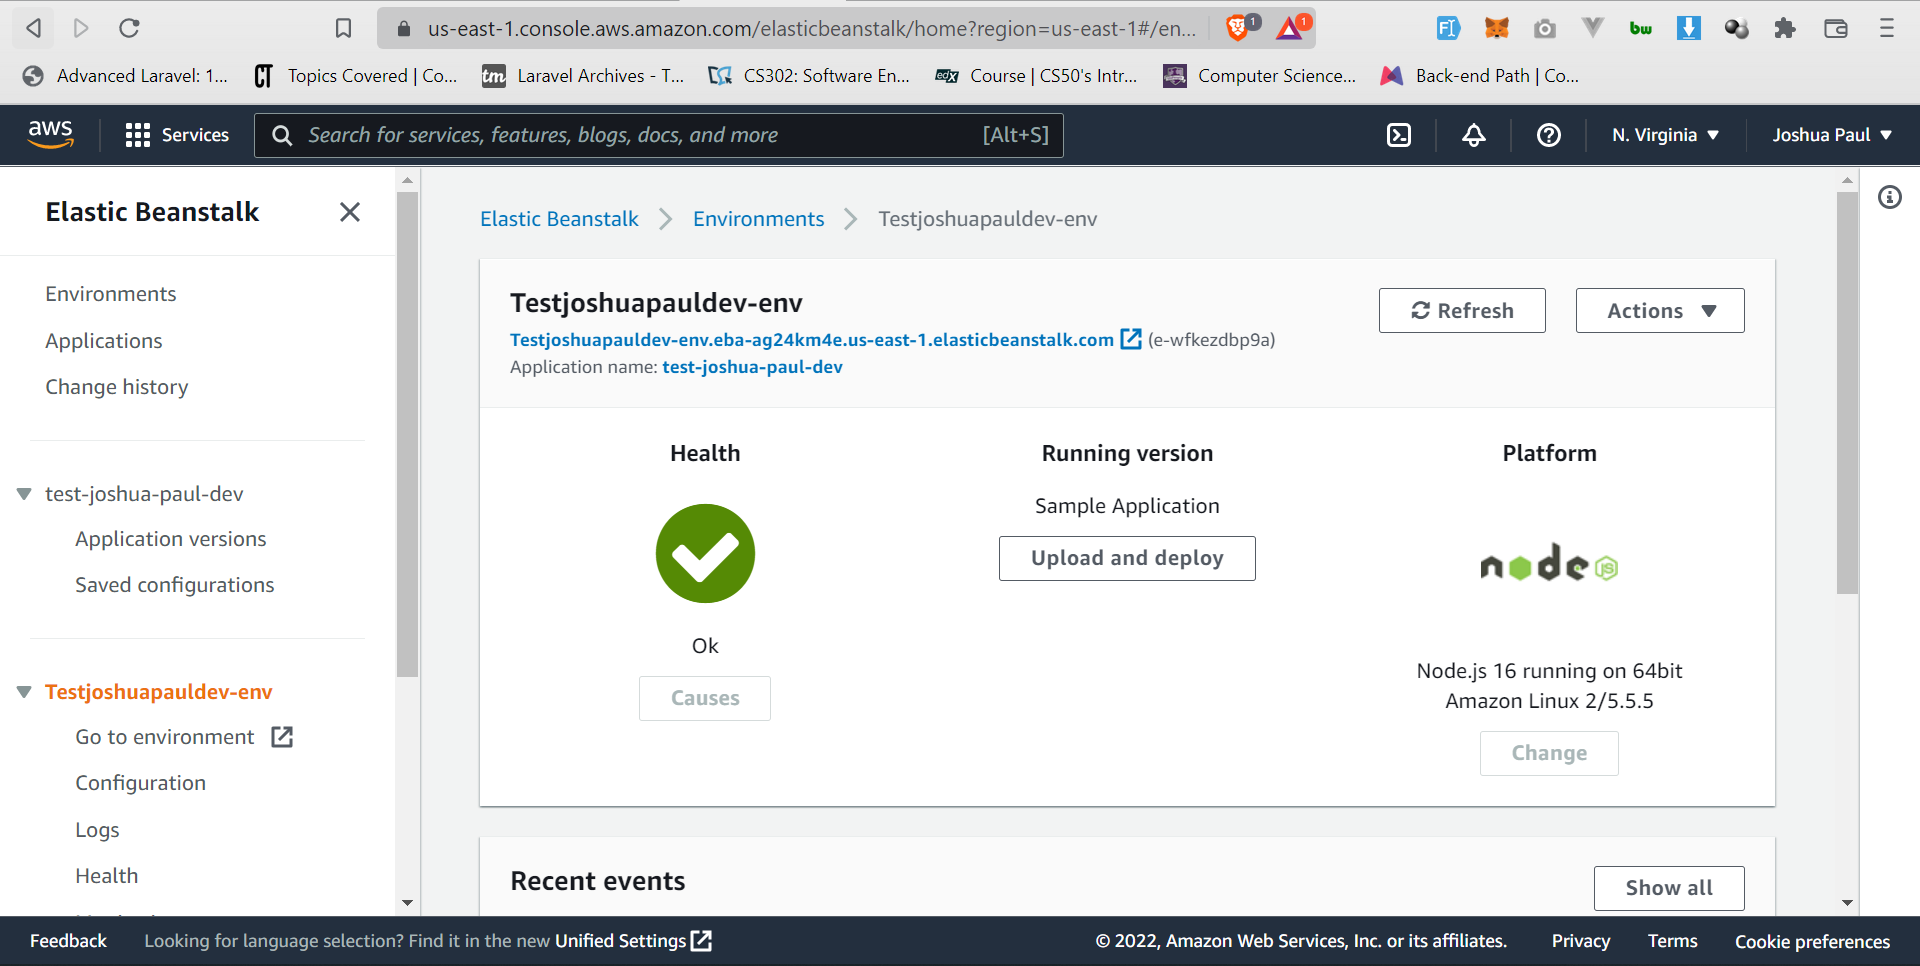 us-east-1.console.aws.amazon.com/elasticbeanstalk/home?region=us-east-1#/en...
1
1
Advanced Laravel: 1...
Topics Covered | Co...
Laravel Archives - T...
CS302: Software En...
Course | CS50's Intr...
Computer Science...
Back-end Path | Co...
aws
Services
Search for services, features, blogs, docs, and more
[Alt+S]
N. Virginia
Joshua Paul
Elastic Beanstalk
Environments
Applications
Change history
test-joshua-paul-dev
Application versions
Saved configurations
Testjoshuapauldev-env
Go to environment
Configuration
Logs
Health
Elastic Beanstalk
Environments
Testjoshuapauldev-env
Testjoshuapauldev-env
Testjoshuapauldev-env.eba-ag24km4e.us-east-1.elasticbeanstalk.com (e-wfkezdbp9a)
Application name: test-joshua-paul-dev
Refresh
Actions
Health
Ok
Causes
Running version
Sample Application
Upload and deploy
Platform
node JS
Node.js 16 running on 64bit
Amazon Linux 2/5.5.5
Change
Recent events
Show all
Feedback
Looking for language selection? Find it in the new Unified Settings
© 2022, Amazon Web Services, Inc. or its affiliates.
Privacy
Terms
Cookie preferences